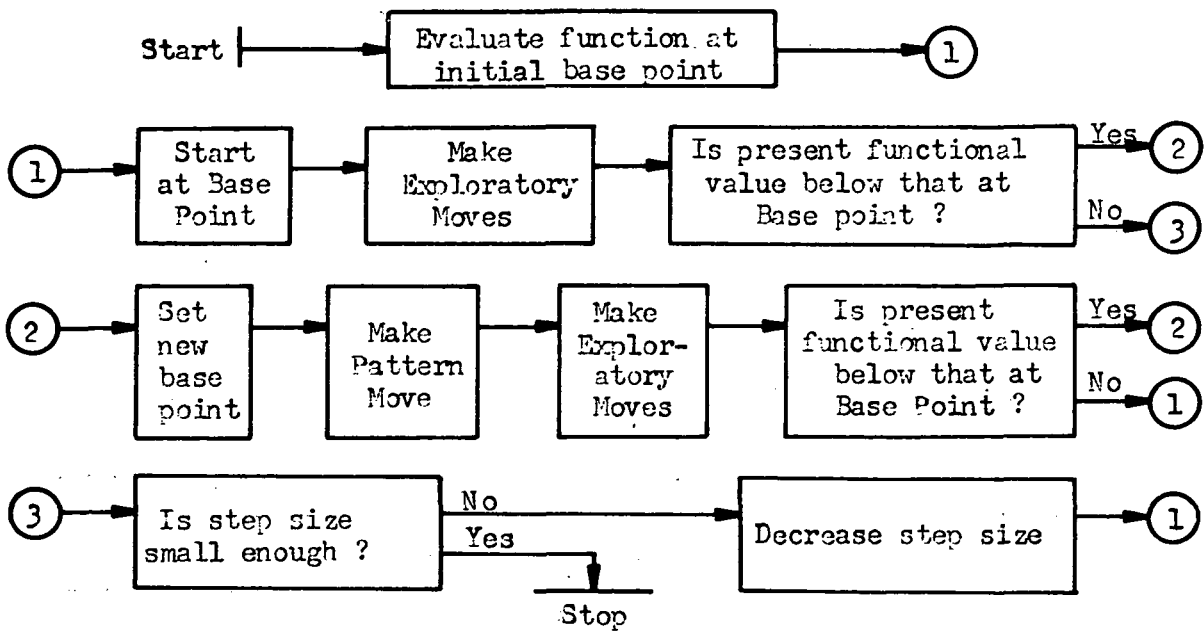 Start
Evaluate function at
initial base point
1
1
Start
at Base
Point
Make
Exploratory
Moves
Is present functional
value below that at
Base point ?
Yes
2
No
3
2
Set
new
base
point
Make
Pattern
Move
Make
Explor-
atory
Moves
Is present
functional value
below that at
Base Point ?
Yes
2
No
1
3
Is step size
small enough ?
No
Yes
Stop
Decrease step size
1